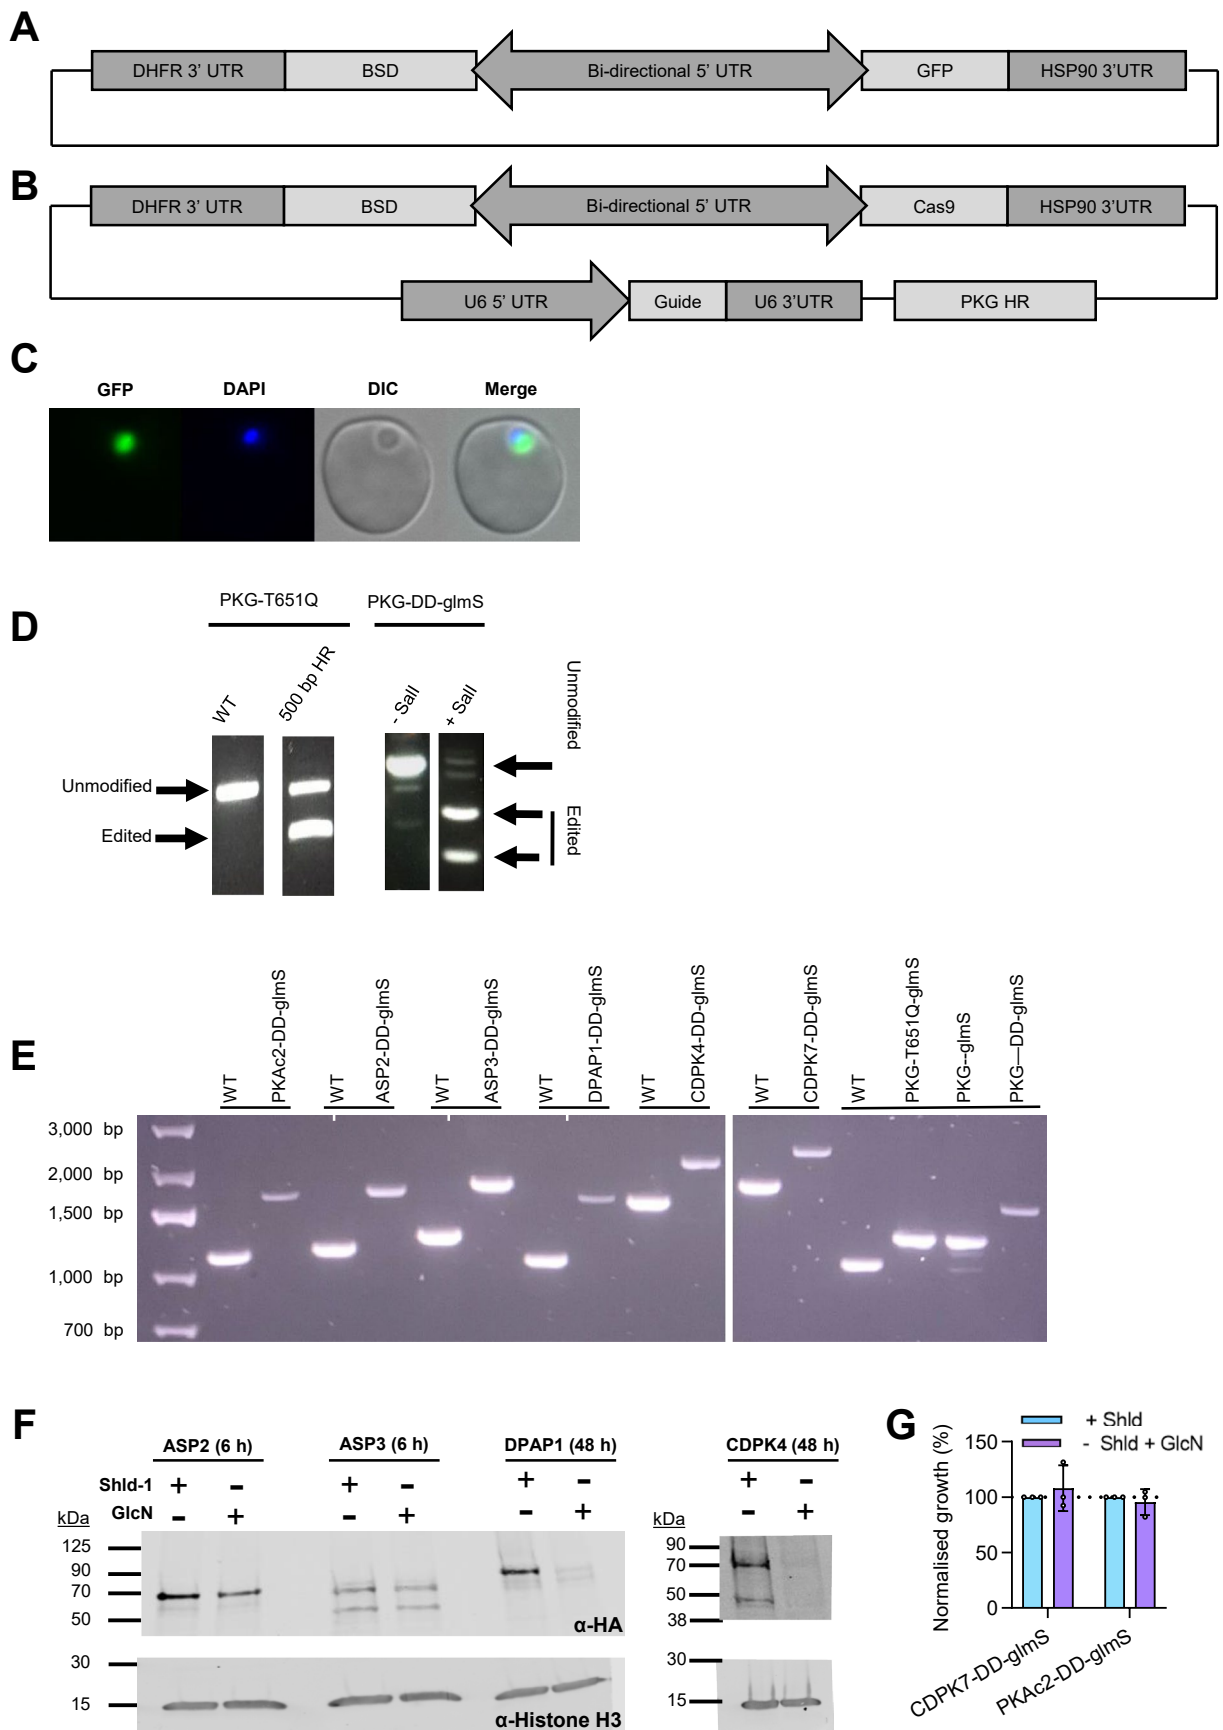 A
DHFR 3' UTR
BSD
Bi-directional 5' UTR
GFP
HSP90 3'UTR
B
DHFR 3' UTR
BSD
Bi-directional 5' UTR
Cas9
HSP90 3'UTR
U6 5' UTR
Guide
U6 3'UTR
PKG HR
C
GFP DAPI DIC Merge
D
PKG-T651Q
PKG-DD-glmS
WT
500 bp HR
- SalI
+ SalI
Unmodified
Edited
Unmodified
Edited
E
WT
PKAc2-DD-glmS
WT
ASP2-DD-glmS
WT
ASP3-DD-glmS
WT
DPAP1-DD-glmS
WT
CDPK4-DD-glmS
WT
CDPK7-DD-glmS
WT
PKG-T651Q-glmS
PKG--glmS
PKG—DD-glmS
3,000 bp
2,000 bp
1,500 bp
1,000 bp
700 bp
F
ASP2 (6 h)
ASP3 (6 h)
DPAP1 (48 h)
CDPK4 (48 h)
Shld-1 + - + - + - + -
GlcN - + - + - + - +
kDa
125
90
70
50
α-HA
30
15
α-Histone H3
kDa
90
70
50
38
30
15
G
+ Shld
- Shld + GlcN
Normalised growth (%)
150
100
50
0
CDPK7-DD-glmS
PKAc2-DD-glmS